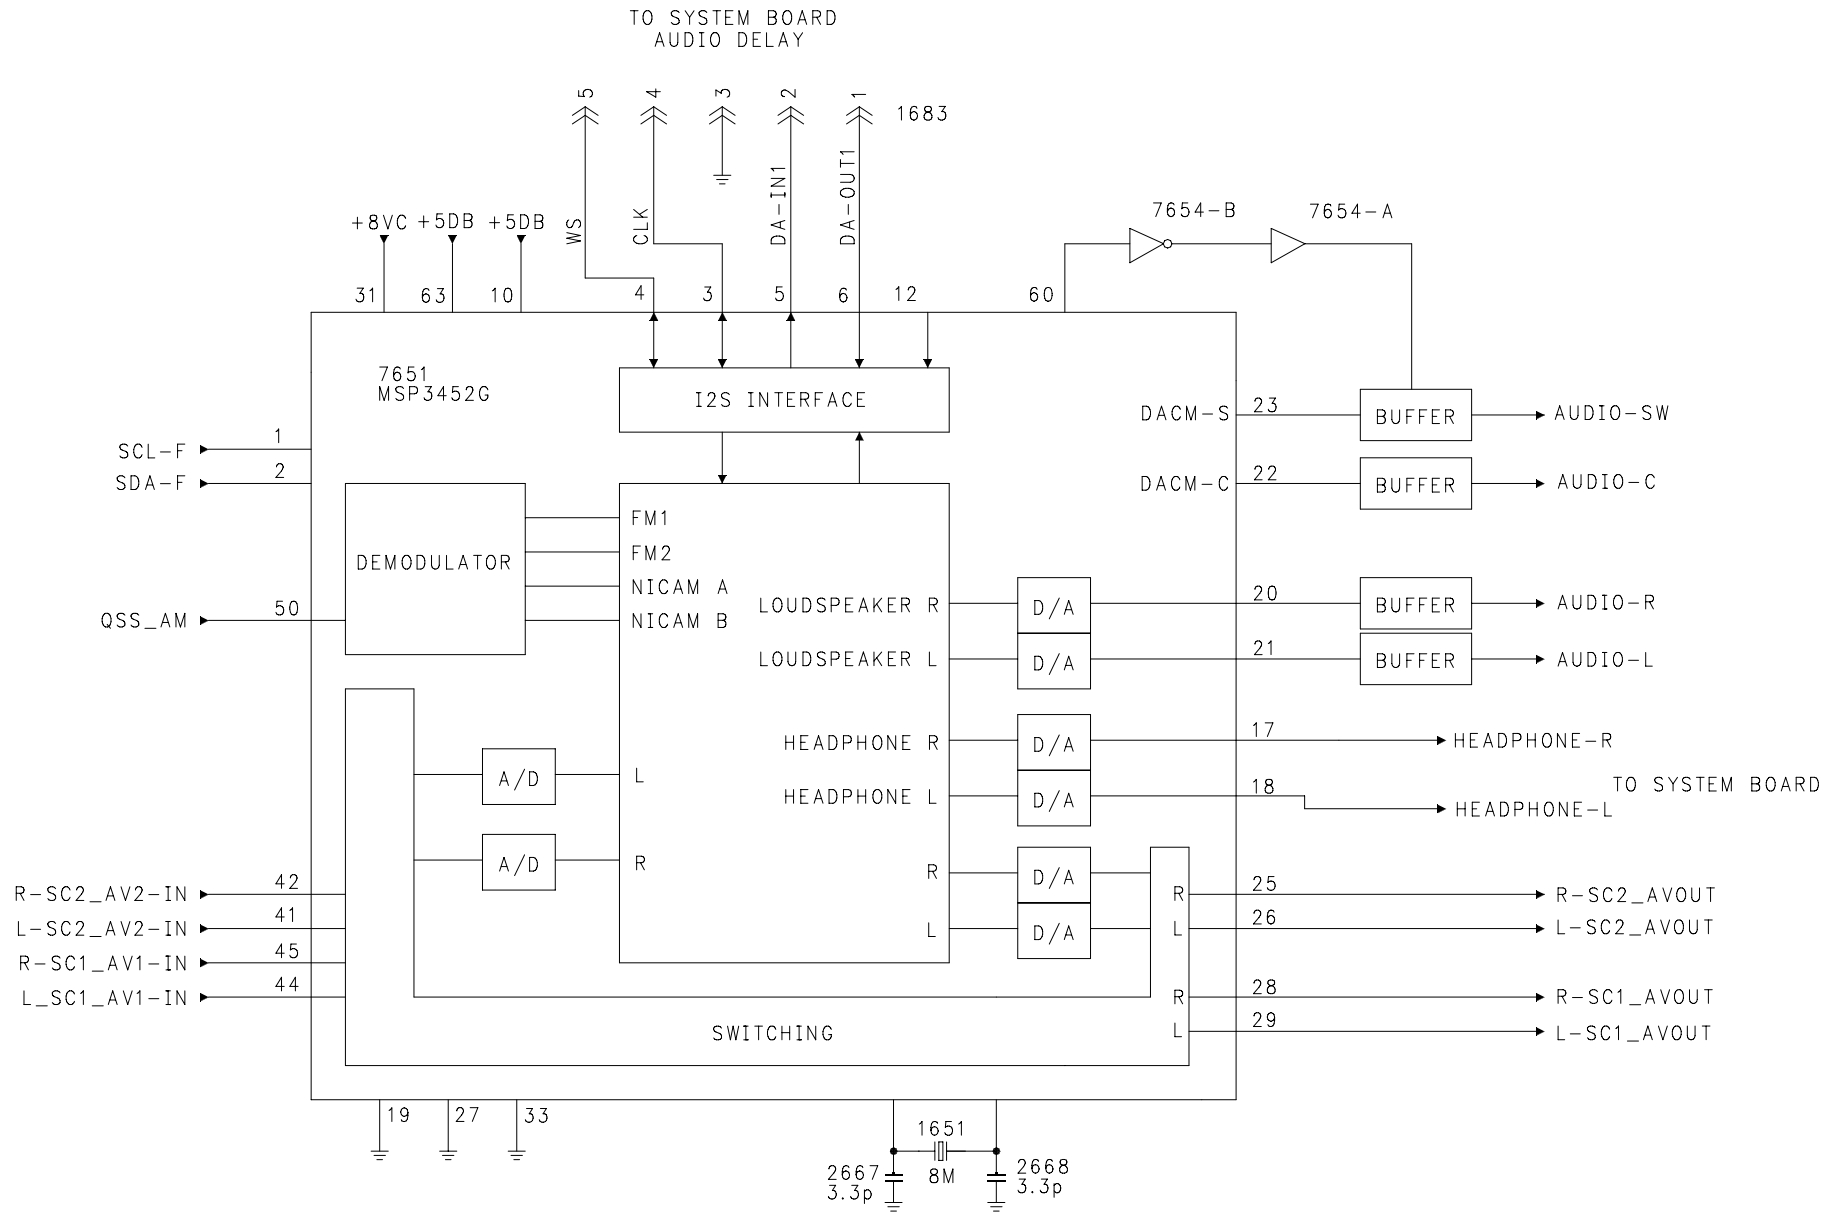 TO SYSTEM BOARD
AUDIO DELAY
5
4
3
2
1
1683
WS
CLK
DA-IN1
DA-OUT1
+8VC
+5DB
+5DB
7654-B
7654-A
31
63
10
4
3
5
6
12
60
7651
MSP3452G
I2S INTERFACE
DACM-S
23
BUFFER
AUDIO-SW
SCL-F
1
SDA-F
2
DACM-C
22
BUFFER
AUDIO-C
DEMODULATOR
FM1
FM2
NICAM A
NICAM B
QSS_AM
50
LOUDSPEAKER R
D/A
20
BUFFER
AUDIO-R
LOUDSPEAKER L
D/A
21
BUFFER
AUDIO-L
HEADPHONE R
D/A
17
HEADPHONE-R
HEADPHONE L
D/A
18
HEADPHONE-L
TO SYSTEM BOARD
A/D
L
A/D
R
R
D/A
L
D/A
R-SC2_AV2-IN
42
L-SC2_AV2-IN
41
R-SC1_AV1-IN
45
L_SC1_AV1-IN
44
R
25
R-SC2_AVOUT
L
26
L-SC2_AVOUT
R
28
R-SC1_AVOUT
L
29
L-SC1_AVOUT
SWITCHING
19
27
33
1651
8M
2667
3.3p
2668
3.3p